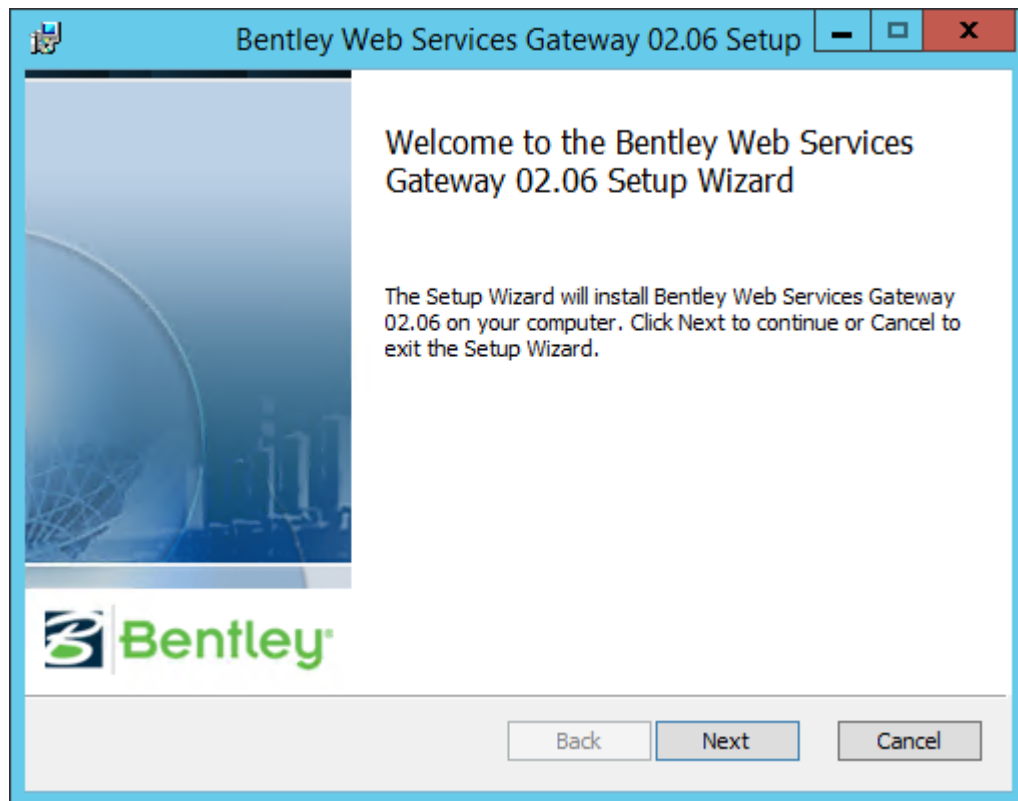 Bentley Web Services Gateway 02.06 Setup
Welcome to the Bentley Web Services
Gateway 02.06 Setup Wizard
The Setup Wizard will install Bentley Web Services Gateway
02.06 on your computer. Click Next to continue or Cancel to
exit the Setup Wizard.
Bentley®
Back
Next
Cancel